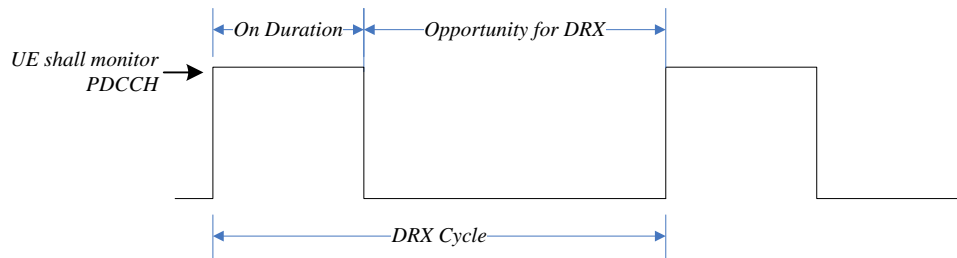 On Duration
Opportunity for DRX
UE shall monitor
PDCCH
DRX Cycle